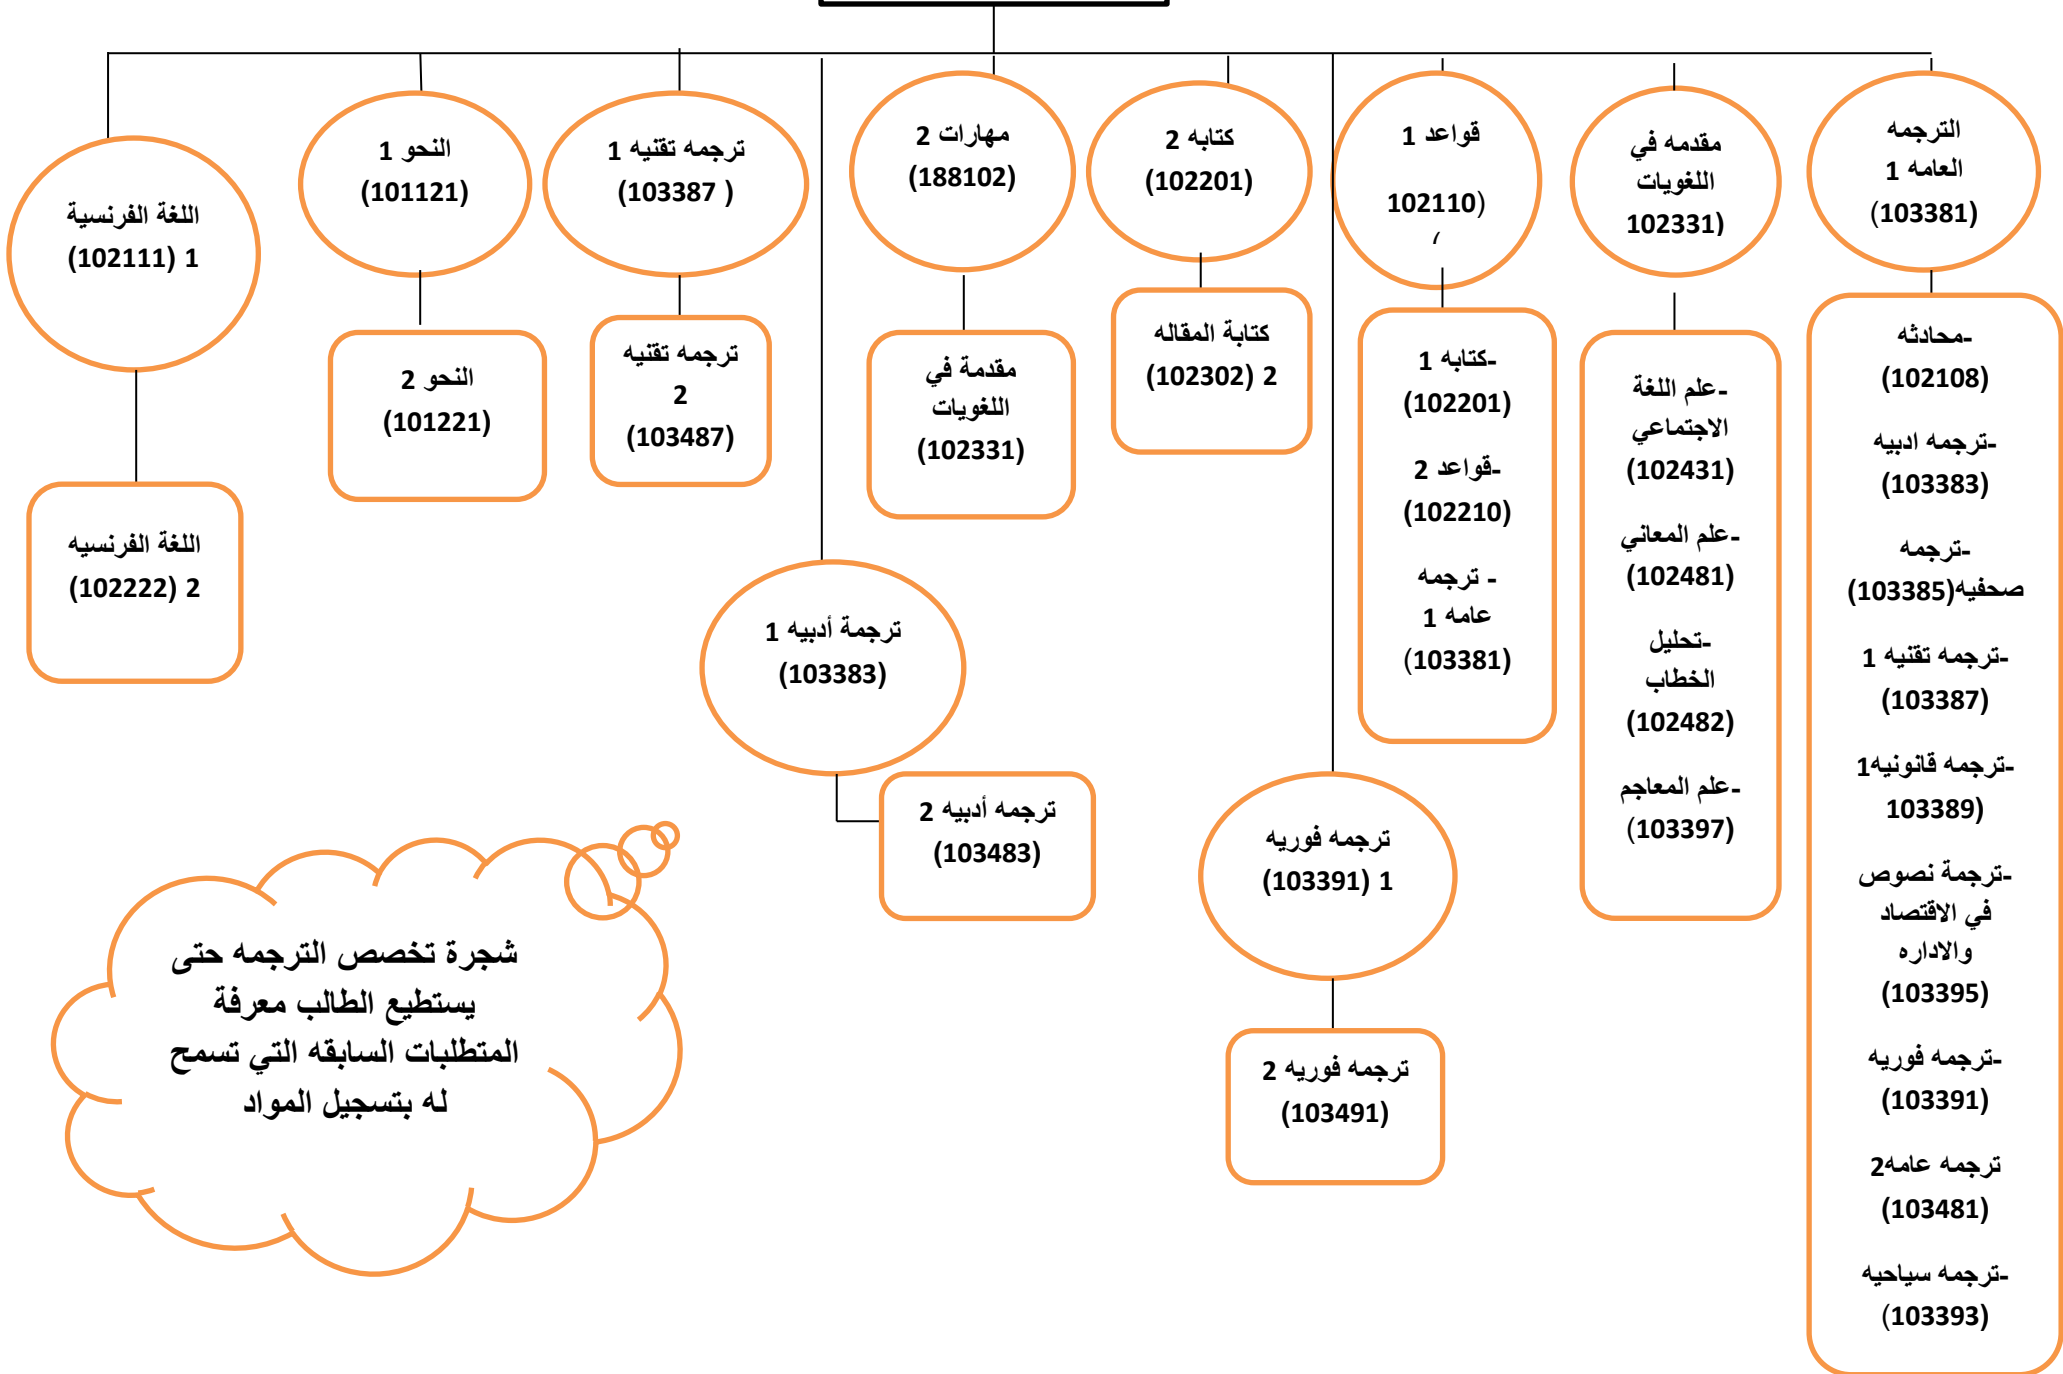 الترجمه
العامه 1
(103381)
مقدمه في
اللغويات
(102331
قواعد 1
(102110
،
كتابه 2
(102201)
مهارات 2
(188102)
ترجمه تقنيه 1
(103387 )
النحو 1
(101121)
اللغة الفرنسية
1 (102111)
-محادثه
(102108)
-ترجمه ادبيه
(103383)
-ترجمه
صحفيه(103385)
-ترجمه تقنيه 1
(103387)
-ترجمه قانونيه1
(103389
-ترجمة نصوص
في الاقتصاد
والاداره
(103395)
-ترجمه فوريه
(103391)
ترجمه عامه2
(103481)
-ترجمه سياحيه
(103393)
-علم اللغة
الاجتماعي
(102431)
-علم المعاني
(102481)
-تحليل
الخطاب
(102482)
-علم المعاجم
(103397)
-كتابه 1
(102201)
-قواعد 2
(102210)
- ترجمه
عامه 1
(103381)
كتابة المقاله
2 (102302)
مقدمة في
اللغويات
(102331)
ترجمه تقنيه
2
(103487)
النحو 2
(101221)
اللغة الفرنسيه
2 (102222)
ترجمة أدبيه 1
(103383)
ترجمه أدبيه 2
(103483)
ترجمه فوريه
1 (103391)
ترجمه فوريه 2
(103491)
شجرة تخصص الترجمه حتى
يستطيع الطالب معرفة
المتطلبات السابقه التي تسمح
له بتسجيل المواد